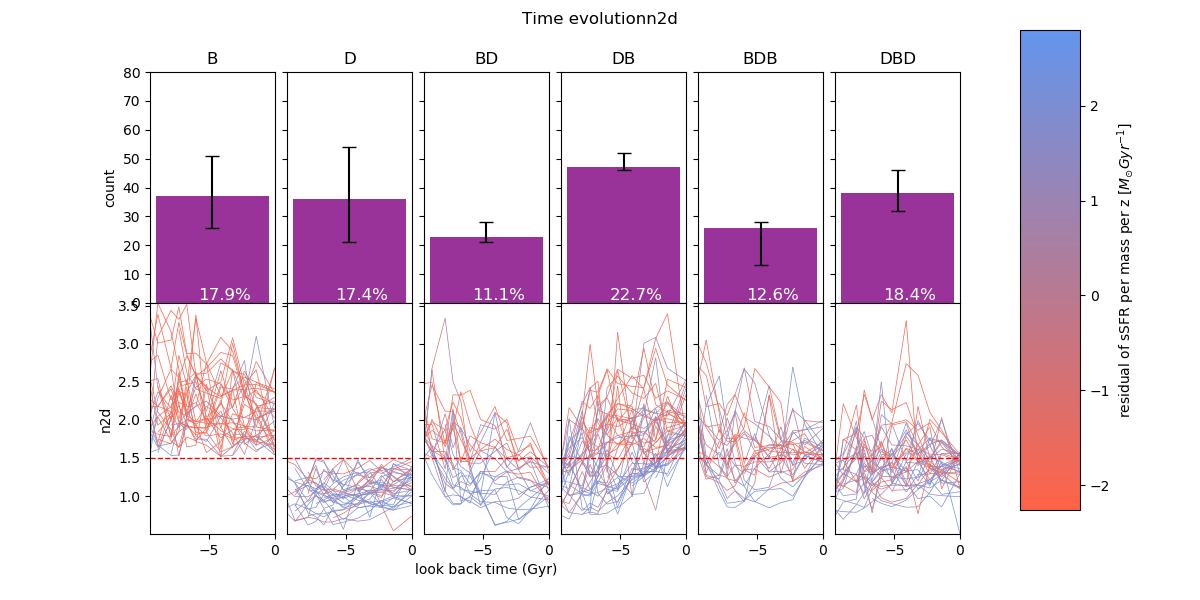 Time evolutionn2d
B D BD DB BDB DBD
80
70
60
50
40
30
20
10
0
count
17.9% 17.4% 11.1% 22.7% 12.6% 18.4%
3.5
3.0
2.5
2.0
1.5
1.0
n2d
−5 0 −5 0 −5 0 −5 0 −5 0 −5 0
look back time (Gyr)
2
1
0
−1
−2
residual of sSFR per mass per z [M⊙Gyr⁻¹]